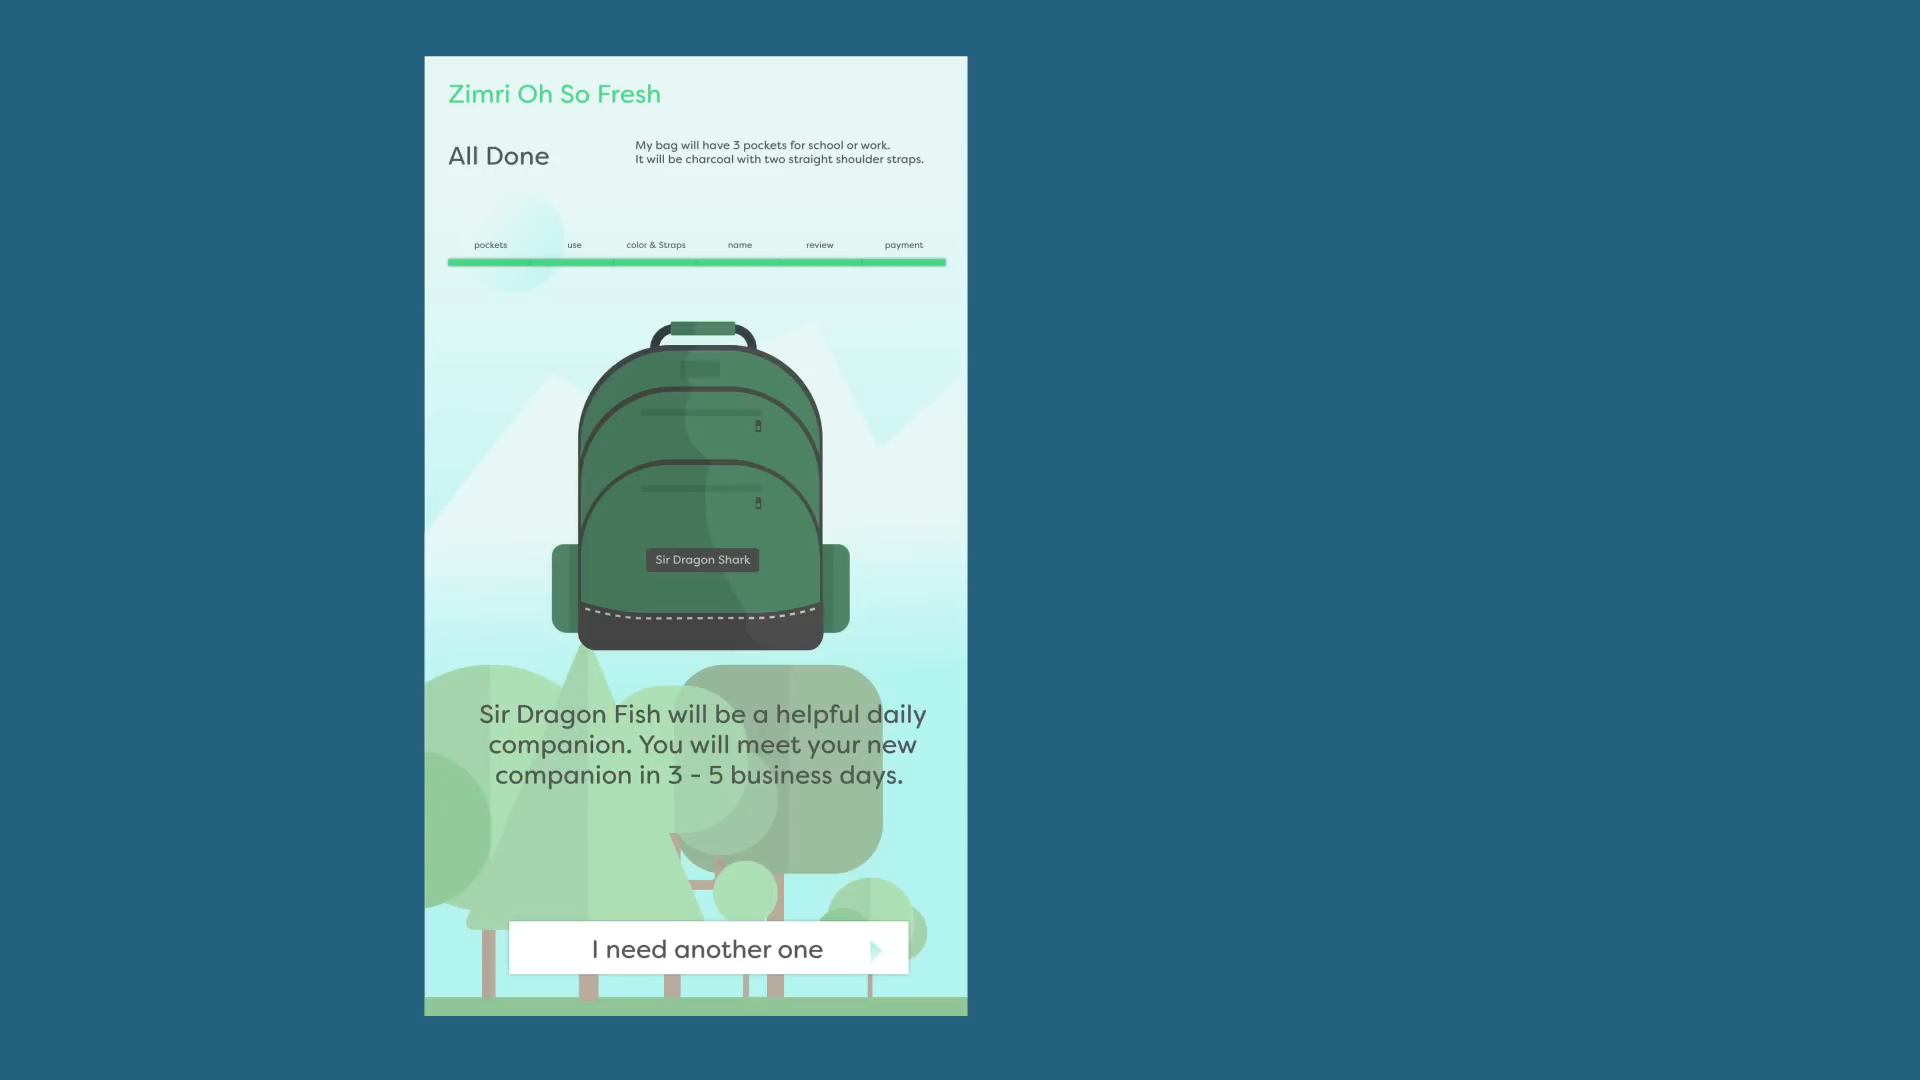 Zimri Oh So Fresh
All Done
My bag will have 3 pockets for school or work.
It will be charcoal with two straight shoulder straps.
pockets use color & Straps name review payment
Sir Dragon Shark
Sir Dragon Fish will be a helpful daily
companion. You will meet your new
companion in 3 - 5 business days.
I need another one